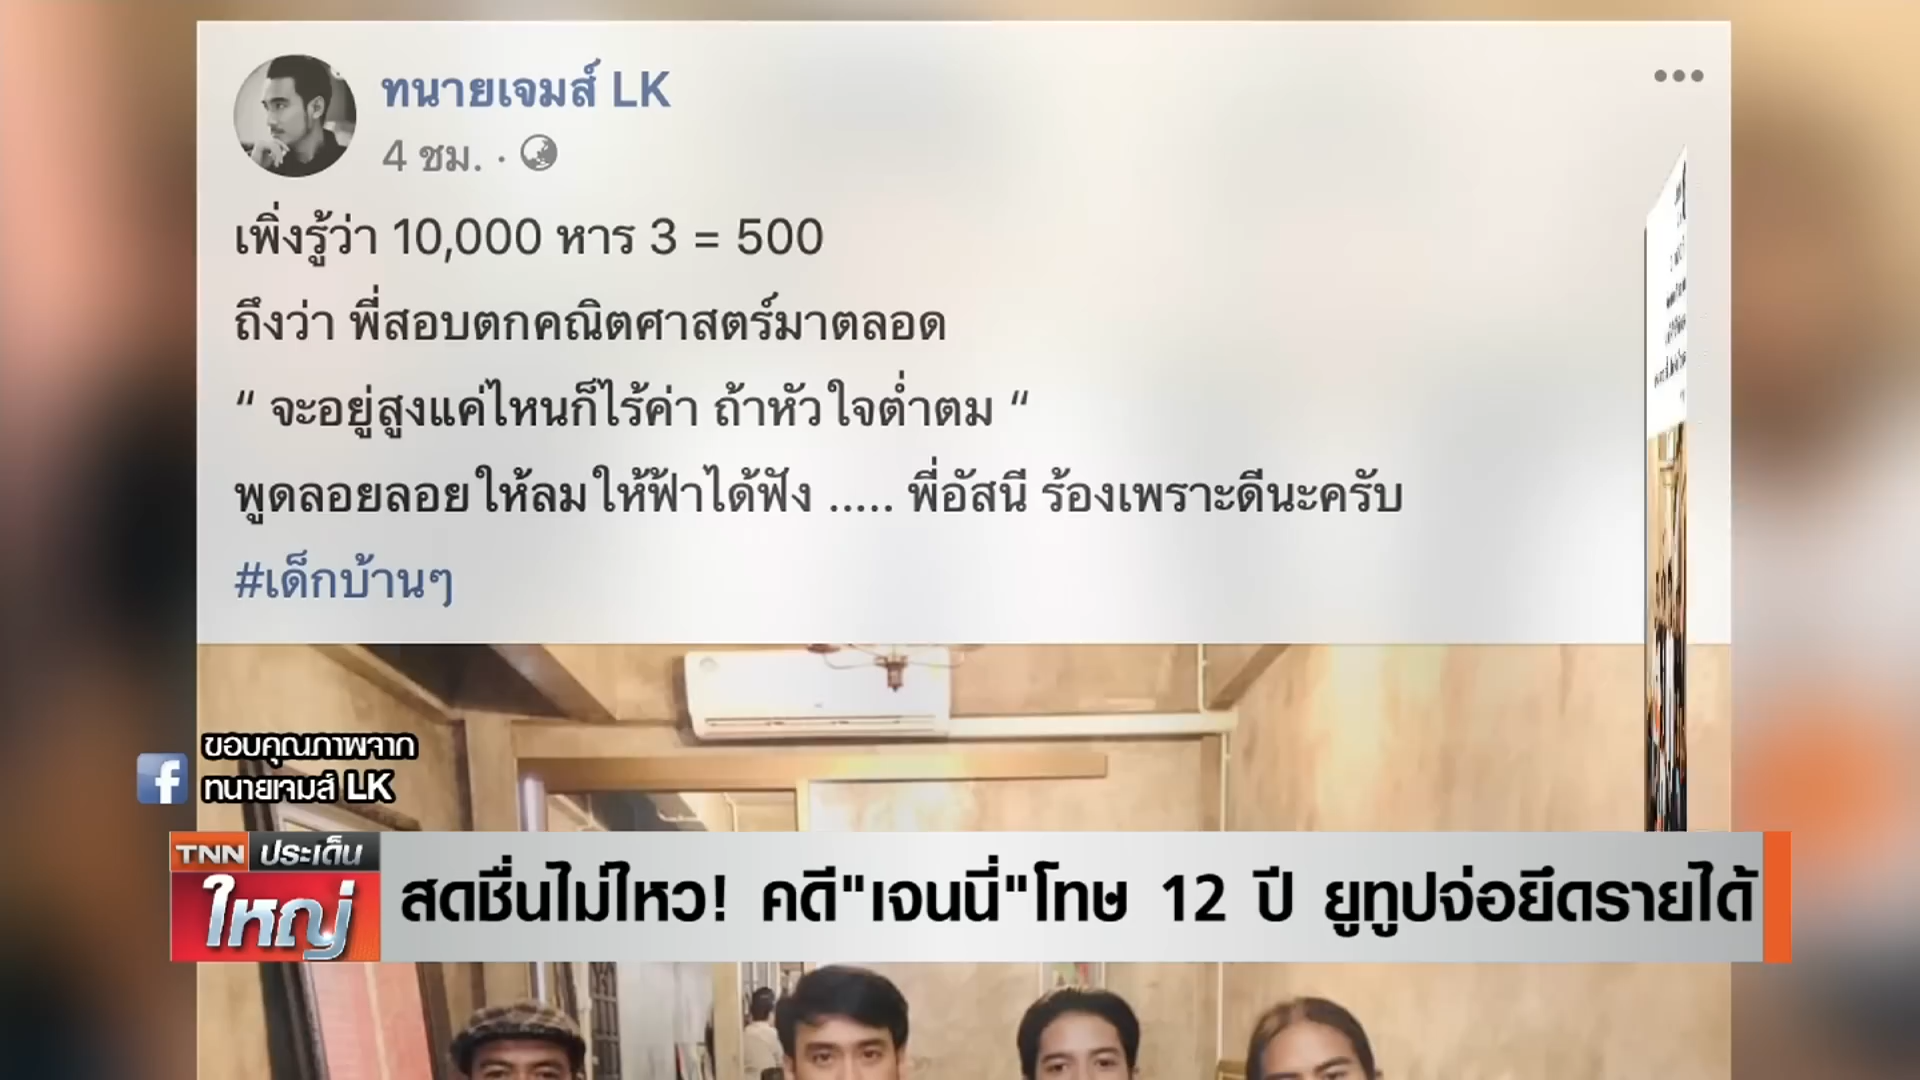 ทนายเจมส์ LK
4 ชม. ·
เพิ่งรู้ว่า 10,000 หาร 3 = 500
ถึงว่า พี่สอบตกคณิตศาสตร์มาตลอด
“ จะอยู่สูงแค่ไหนก็ไร้ค่า ถ้าหัวใจต่ำตม “
พูดลอยลอยให้ลมให้ฟ้าได้ฟัง ..... พี่อัสนี ร้องเพราะดีนะครับ
#เด็กบ้านๆ
ขอบคุณภาพจาก
ทนายเจมส์ LK
TNN ประเด็น
ใหญ่
สดชื่นไม่ไหว! คดี"เจนนี่"โทษ 12 ปี ยูทูปจ่อยึดรายได้